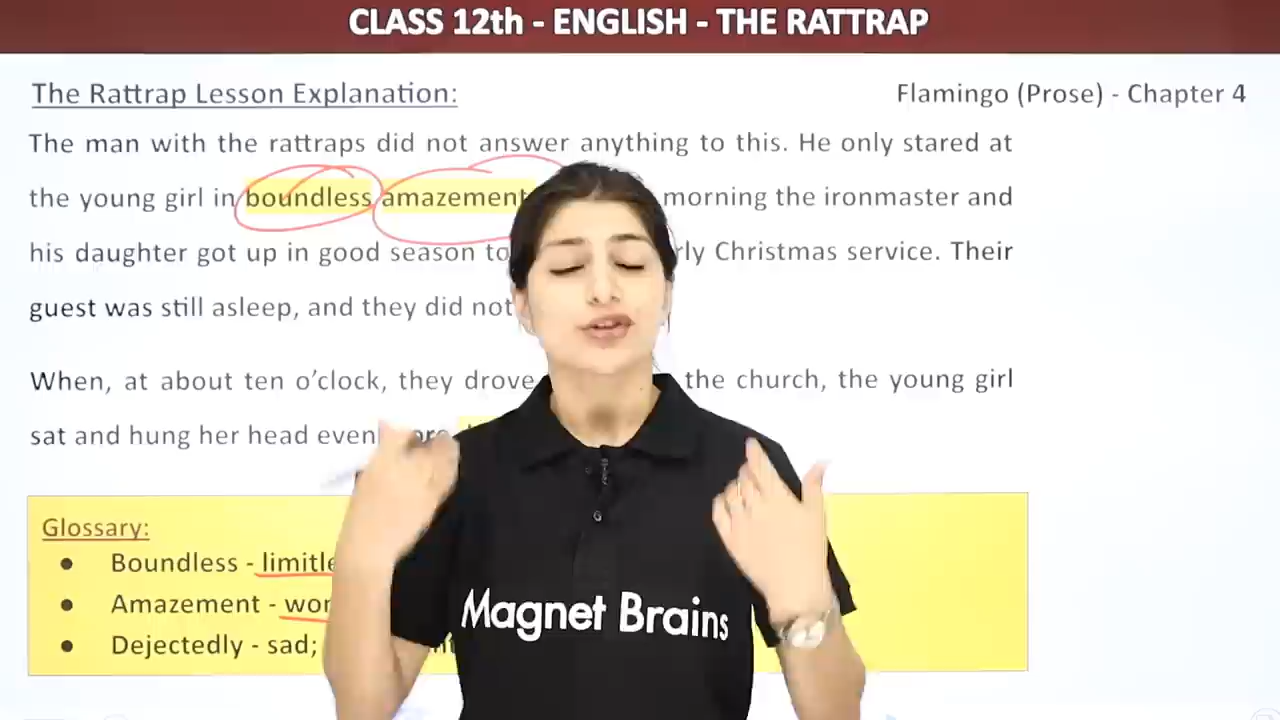 CLASS 12th - ENGLISH - THE RATTRAP
The Rattrap Lesson Explanation:
Flamingo (Prose) - Chapter 4
The man with the rattraps did not answer anything to this. He only stared at
the young girl in boundless amazement morning the ironmaster and
his daughter got up in good season to Christmas service. Their
guest was still asleep, and they did not
When, at about ten o’clock, they drove the church, the young girl
sat and hung her head even
Glossary:
● Boundless -
● Amazement -
● Dejectedly - sad;
Magnet Brains